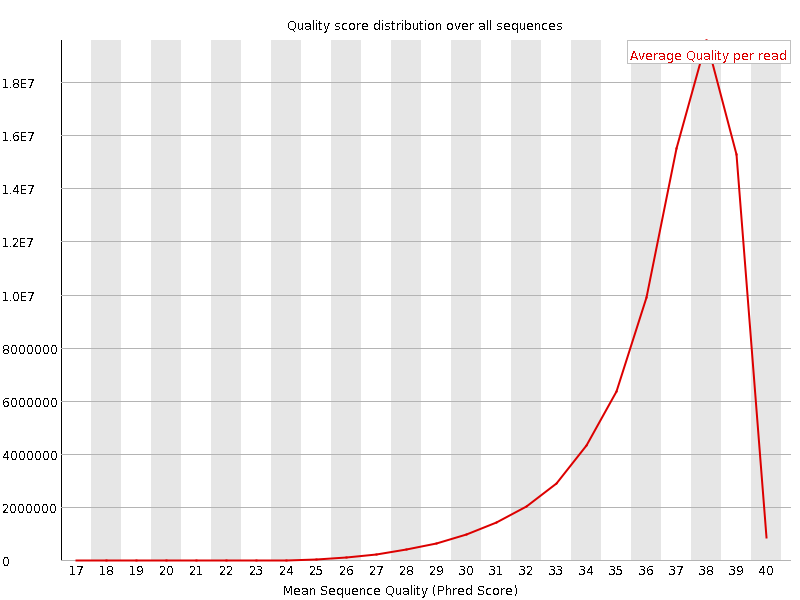 Quality score distribution over all sequences
Average Quality per read
1.8E7
1.6E7
1.4E7
1.2E7
1.0E7
8000000
6000000
4000000
2000000
0
17 18 19 20 21 22 23 24 25 26 27 28 29 30 31 32 33 34 35 36 37 38 39 40
Mean Sequence Quality (Phred Score)